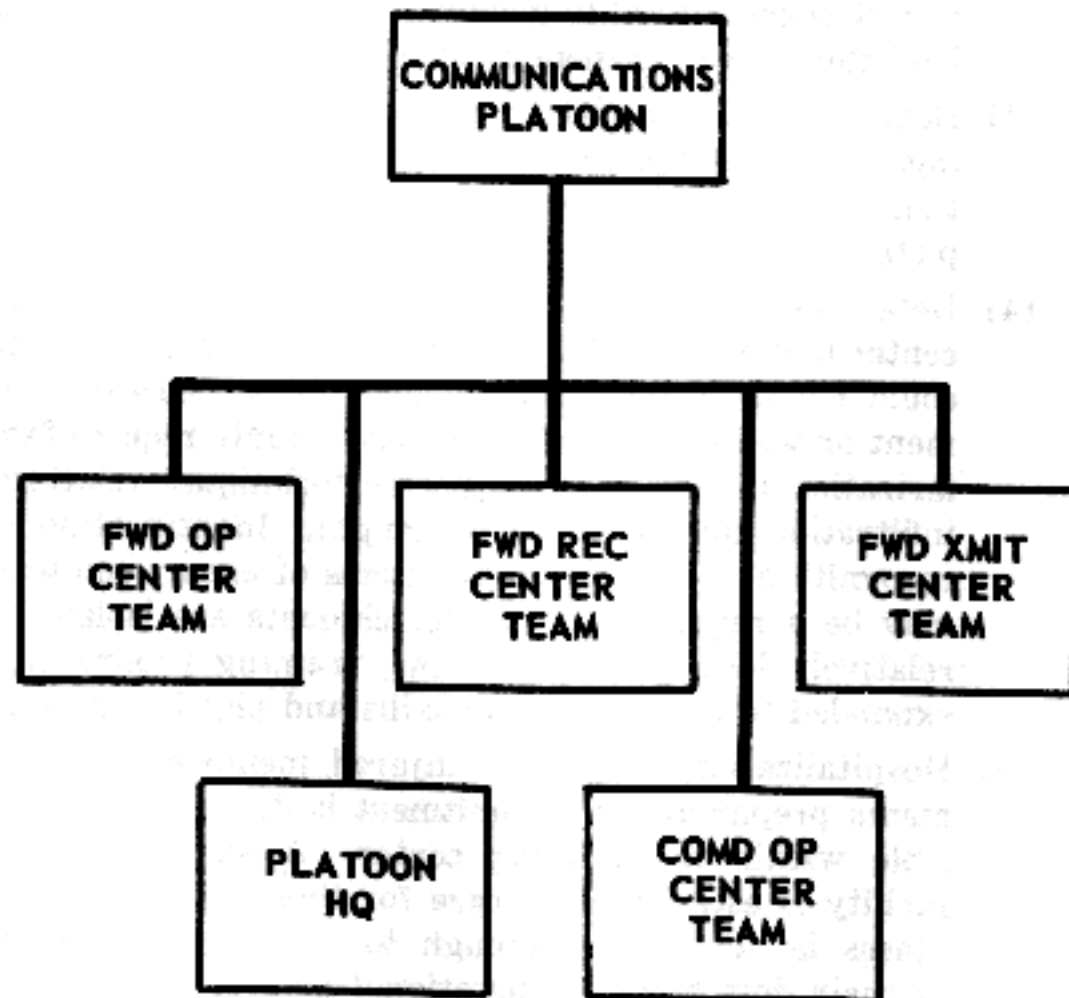 COMMUNICATIONS
PLATOON
FWD OP
CENTER
TEAM
FWD REC
CENTER
TEAM
FWD XMIT
CENTER
TEAM
PLATOON
HQ
COMD OP
CENTER
TEAM